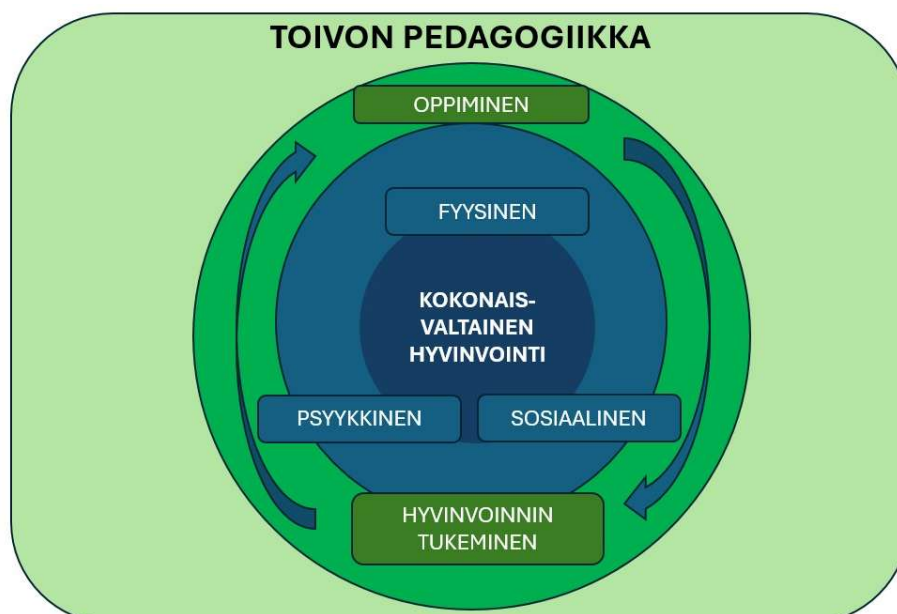 TOIVON PEDAGOGIIKKA
OPPIMINEN
FYYSINEN
KOKONAIS-
VALTAINEN
HYVINVOINTI
PSYYKKINEN
SOSIAALINEN
HYVINVOINNIN
TUKEMINEN